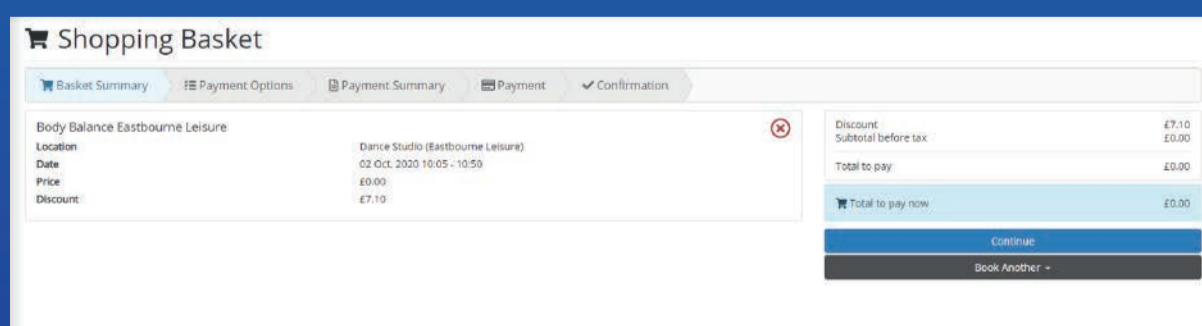 Shopping Basket
Basket Summary Payment Options Payment Summary Payment Confirmation
Body Balance Eastbourne Leisure
Location Dance Studio (Eastbourne Leisure)
Date 02 Oct, 2020 10:05 - 10:50
Price £0.00
Discount £7.10
Discount £7.10
Subtotal before tax £0.00
Total to pay £0.00
Total to pay now £0.00
Continue
Book Another